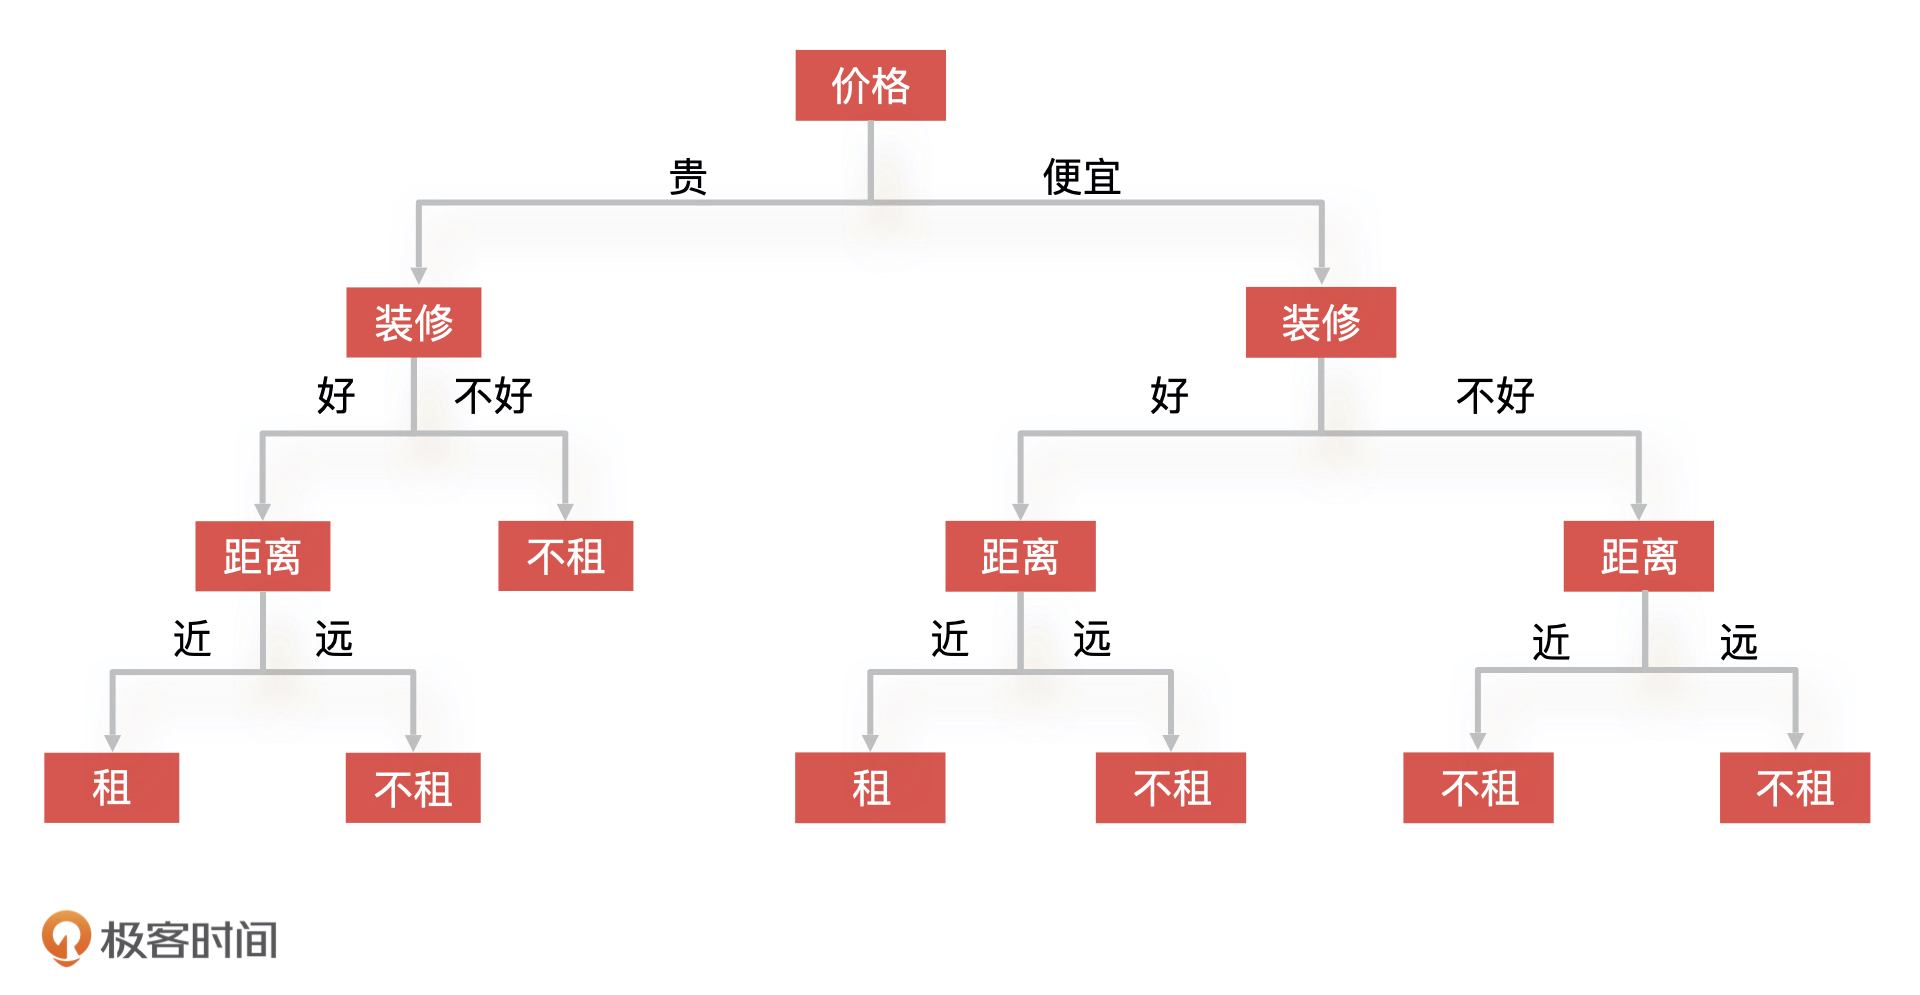 价格
贵
便宜
装修
装修
好
不好
好
不好
距离
不租
距离
距离
近
远
近
远
近
远
租
不租
租
不租
不租
不租
极客时间